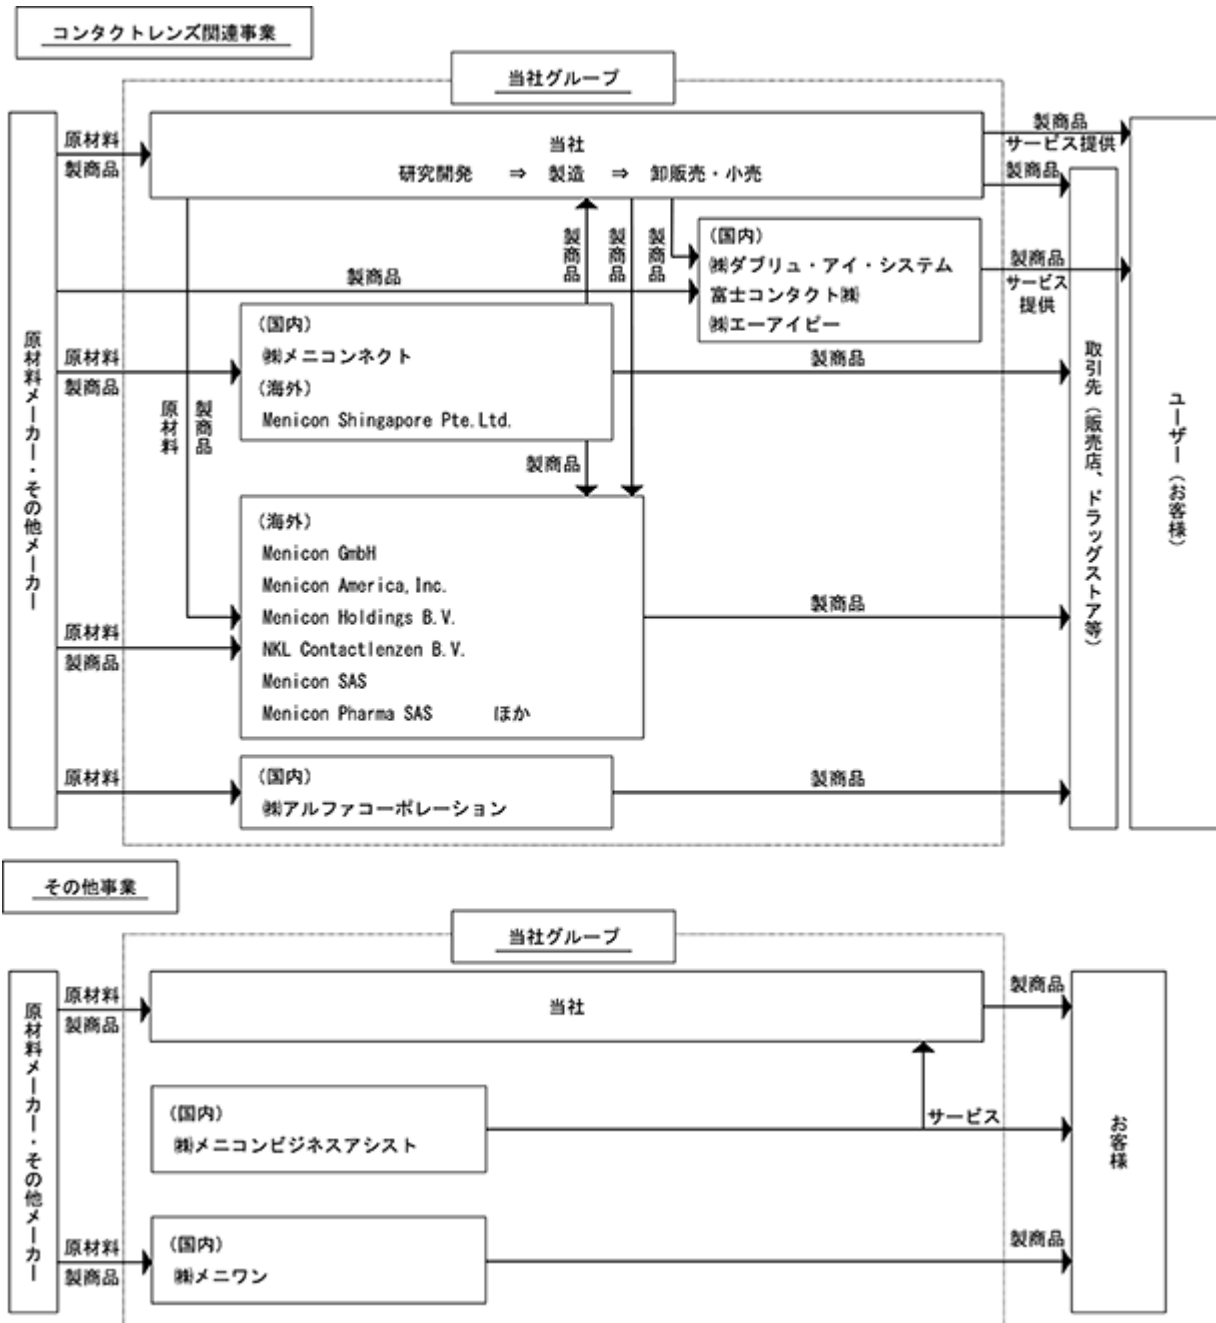 コンタクトレンズ関連事業
当社グループ
原材料メーカー・その他メーカー
原材料
製商品
当社
研究開発 ⇒ 製造 ⇒ 卸販売・小売
製商品
サービス提供
製商品
製商品
製商品
製商品
(国内)
㈱ダブリュ・アイ・システム
富士コンタクト㈱
㈱エーアイピー
製商品
サービス
提供
製商品
原材料
製商品
(国内)
㈱メニコンネクト
(海外)
Menicon Shingapore Pte.Ltd.
製商品
原材料
製商品
製商品
(海外)
Menicon GmbH
Menicon America,Inc.
Menicon Holdings B.V.
NKL Contactlenzen B.V.
Menicon SAS
Menicon Pharma SAS ほか
原材料
製商品
製商品
原材料
(国内)
㈱アルファコーポレーション
製商品
取引先(販売店、ドラッグストア等)
ユーザー(お客様)
その他事業
当社グループ
原材料メーカー・その他メーカー
原材料
製商品
当社
製商品
(国内)
㈱メニコンビジネスアシスト
サービス
原材料
製商品
(国内)
㈱メニワン
製商品
お客様